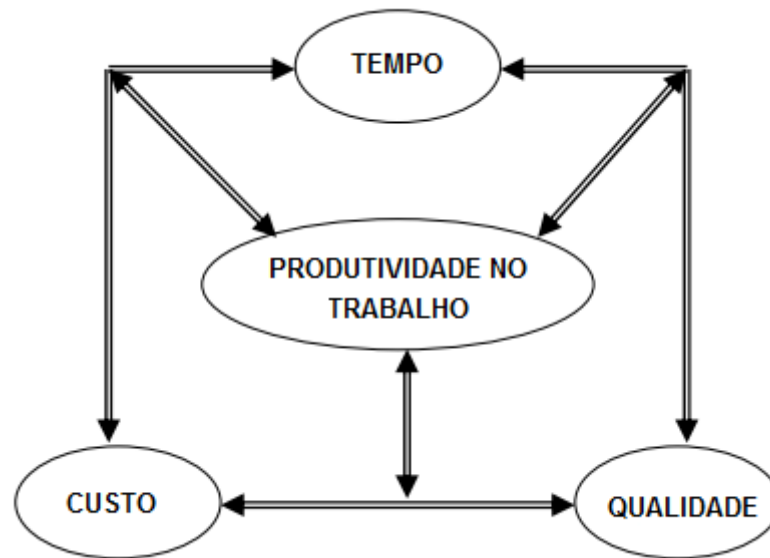 TEMPO
PRODUTIVIDADE NO
TRABALHO
CUSTO
QUALIDADE